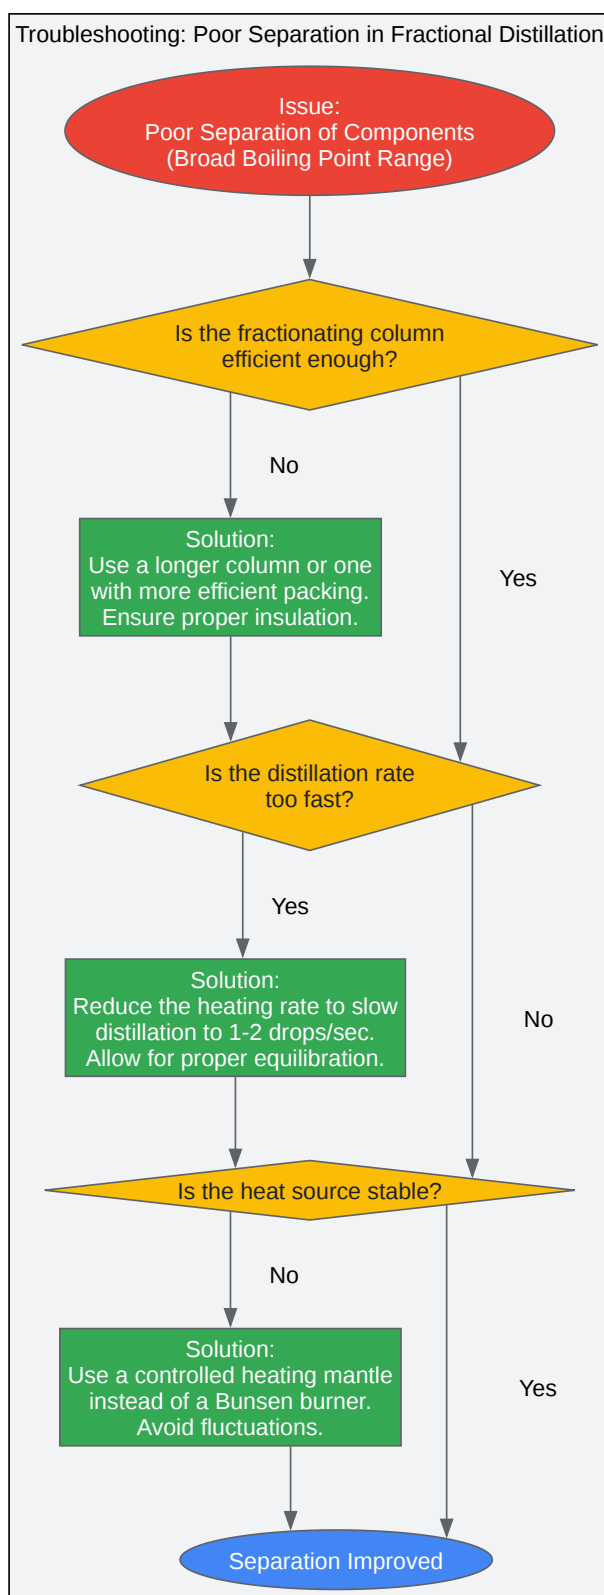 Troubleshooting: Poor Separation in Fractional Distillation
Issue:
Poor Separation of Components
(Broad Boiling Point Range)
Is the fractionating column
efficient enough?
No
Solution:
Use a longer column or one
with more efficient packing.
Ensure proper insulation.
Yes
Is the distillation rate
too fast?
Yes
Solution:
Reduce the heating rate to slow
distillation to 1-2 drops/sec.
Allow for proper equilibration.
No
Is the heat source stable?
No
Solution:
Use a controlled heating mantle
instead of a Bunsen burner.
Avoid fluctuations.
Yes
Separation Improved